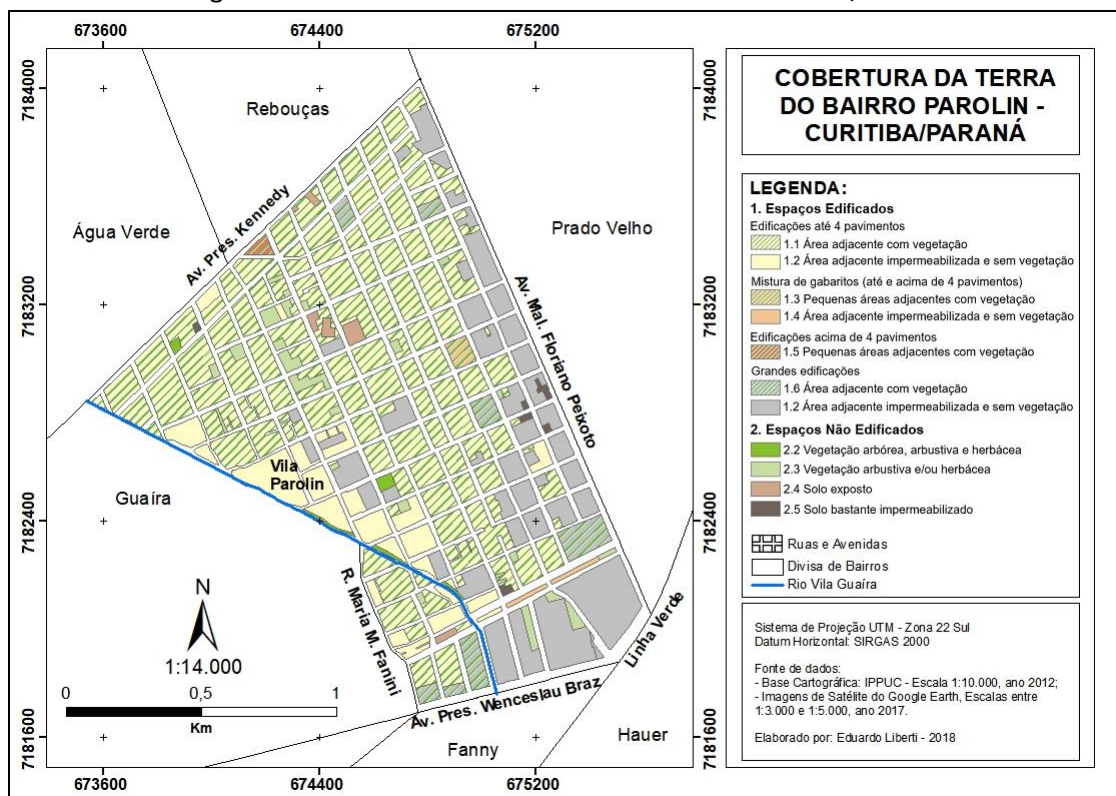 673600
674400
675200
7184000
7183200
7182400
7181600
Rebouças
Água Verde
Av. Pres. Kennedy
Prado Velho
Av. Mal. Floriano Peixoto
Vila
Parolin
Guaíra
R. Maria M. Fanini
Linha Verde
Av. Pres. Wenceslau Braz
Fanny
Hauer
N
1:14.000
0
0,5
1
Km
7184000
7183200
7182400
7181600
673600
674400
675200
COBERTURA DA TERRA
DO BAIRRO PAROLIN -
CURITIBA/PARANÁ
LEGENDA:
1. Espaços Edificados
Edificações até 4 pavimentos
1.1 Área adjacente com vegetação
1.2 Área adjacente impermeabilizada e sem vegetação
Mistura de gabaritos (até e acima de 4 pavimentos)
1.3 Pequenas áreas adjacentes com vegetação
1.4 Área adjacente impermeabilizada e sem vegetação
Edificações acima de 4 pavimentos
1.5 Pequenas áreas adjacentes com vegetação
Grandes edificações
1.6 Área adjacente com vegetação
1.2 Área adjacente impermeabilizada e sem vegetação
2. Espaços Não Edificados
2.2 Vegetação arbórea, arbustiva e herbácea
2.3 Vegetação arbustiva e/ou herbácea
2.4 Solo exposto
2.5 Solo bastante impermeabilizado
Ruas e Avenidas
Divisa de Bairros
Rio Vila Guaíra
Sistema de Projeção UTM - Zona 22 Sul
Datum Horizontal: SIRGAS 2000
Fonte de dados:
- Base Cartográfica: IPPUC - Escala 1:10.000, ano 2012;
- Imagens de Satélite do Google Earth, Escalas entre
1:3.000 e 1:5.000, ano 2017.
Elaborado por: Eduardo Liberti - 2018